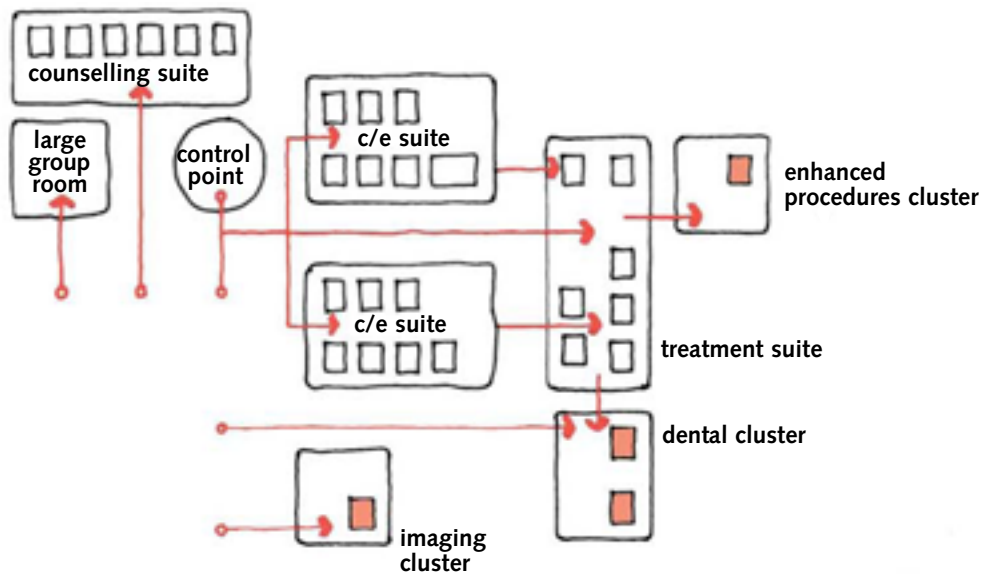 counselling suite
large
group
room
control
point
c/e suite
enhanced
procedures cluster
c/e suite
treatment suite
dental cluster
imaging
cluster